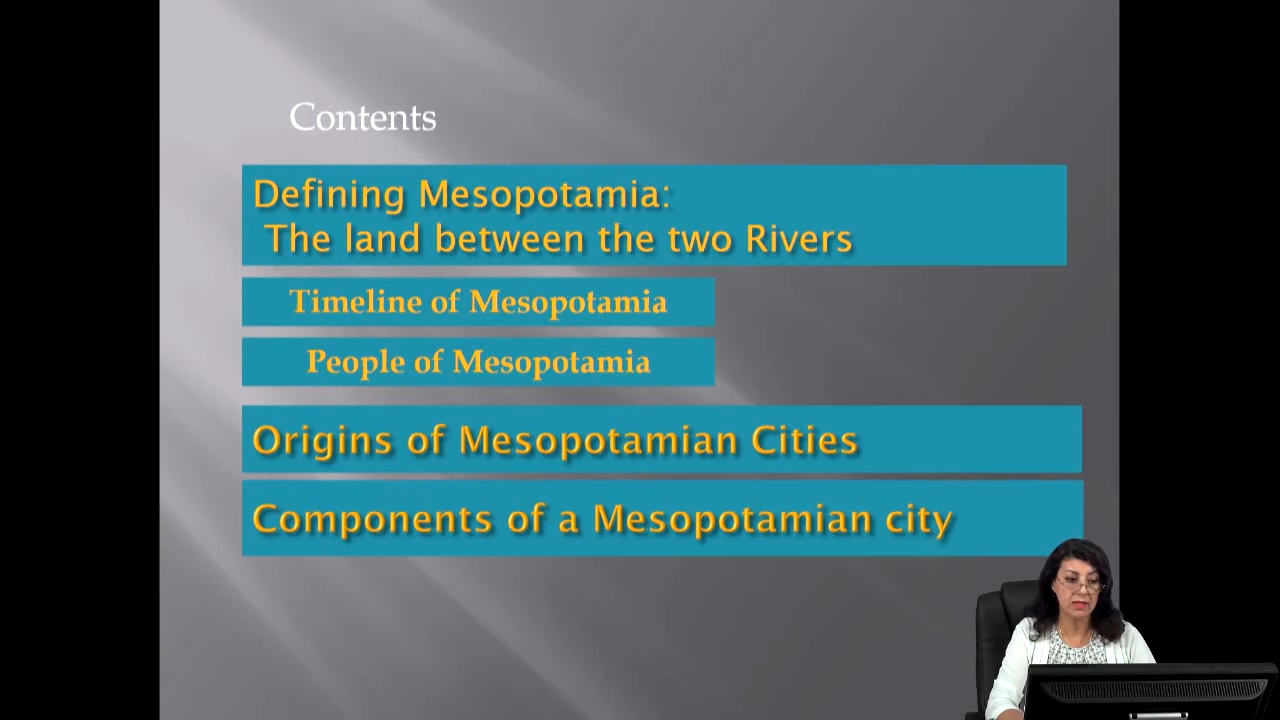 Contents
Defining Mesopotamia:
The land between the two Rivers
Timeline of Mesopotamia
People of Mesopotamia
Origins of Mesopotamian Cities
Components of a Mesopotamian city